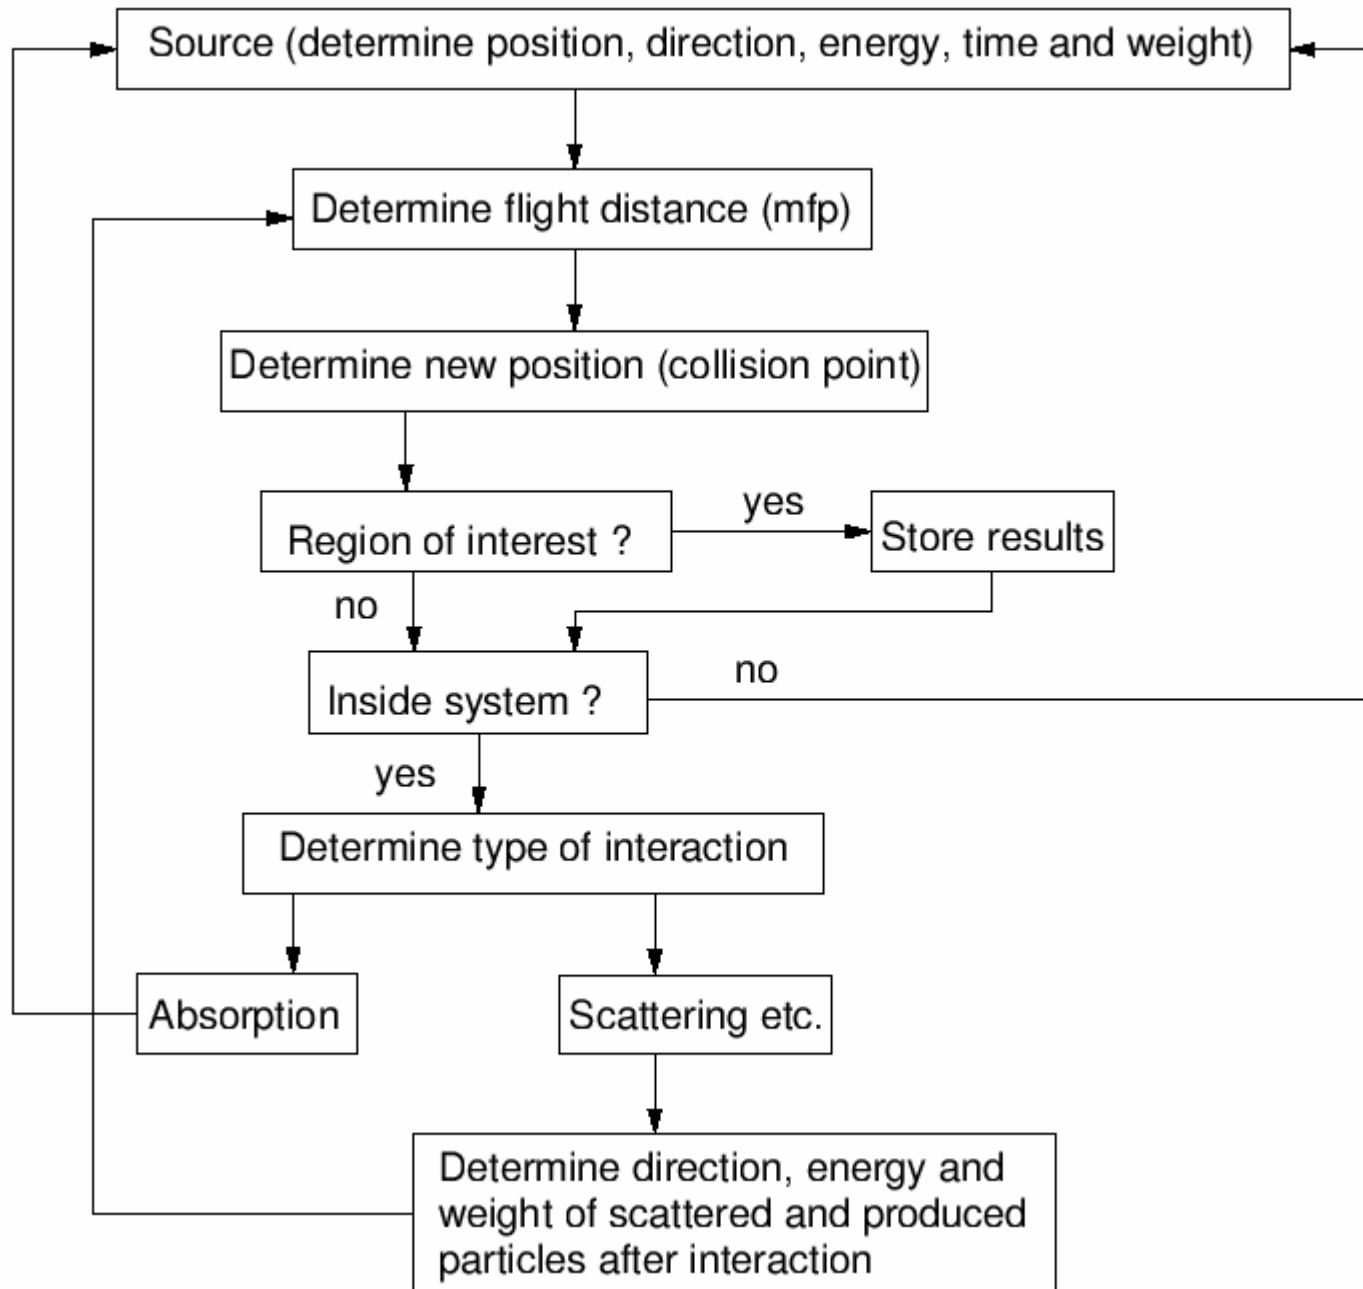 Source (determine position, direction, energy, time and weight)
Determine flight distance (mfp)
Determine new position (collision point)
Region of interest ?
yes
Store results
no
Inside system ?
no
yes
Determine type of interaction
Absorption
Scattering etc.
Determine direction, energy and
weight of scattered and produced
particles after interaction